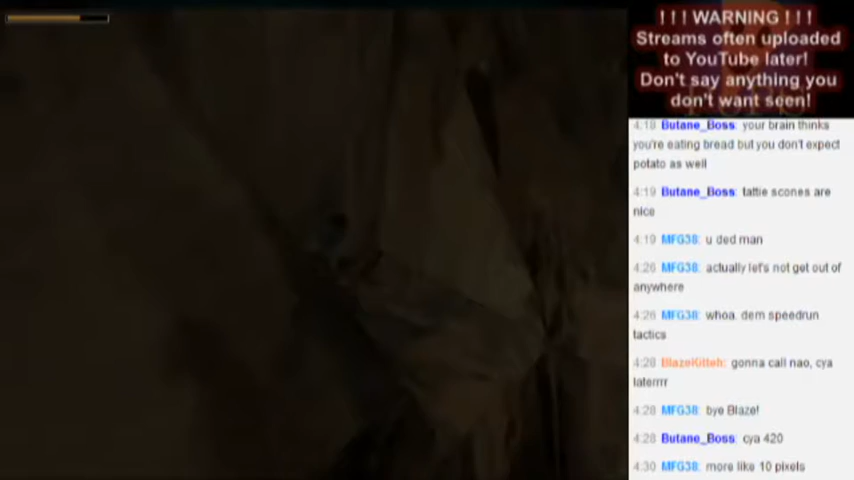 ! ! ! WARNING ! ! !
Streams often uploaded
to YouTube later!
Don't say anything you
don't want seen!
4:18 Butane_Boss: your brain thinks
you're eating bread but you don't expect
potato as well
4:19 Butane_Boss: tattie scones are
nice
4:19 MFG38: u ded man
4:26 MFG38: actually let's not get out of
anywhere
4:26 MFG38: whoa. dem speedrun
tactics
4:28 BlazeKitteh: gonna call nao, cya
laterrrr
4:28 MFG38: bye Blaze!
4:28 Butane_Boss: cya 420
4:30 MFG38: more like 10 pixels